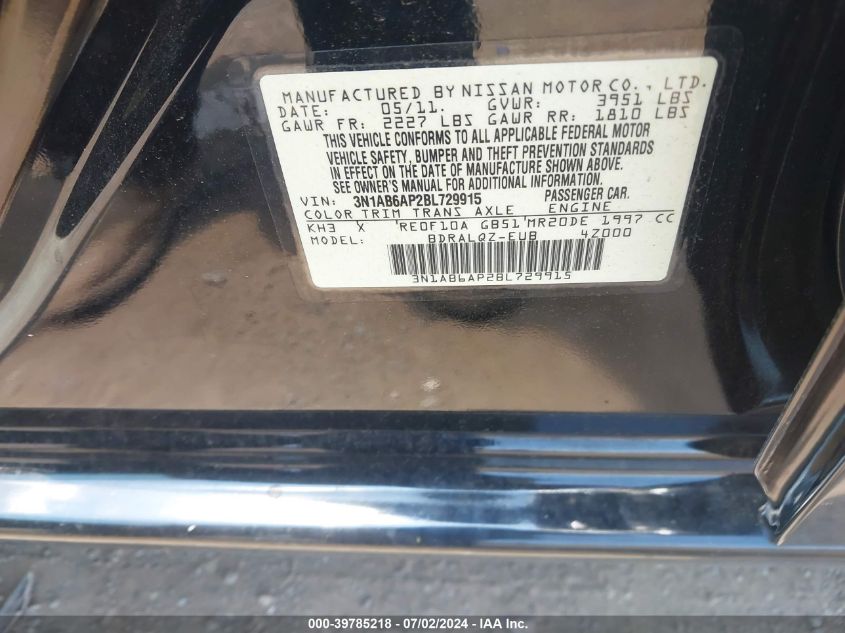 MANUFACTURED BY NISSAN MOTOR CO., LTD.
DATE: 05/11. GVWR: 3951 LBS
GAWR FR: 2227 LBS GAWR RR: 1810 LBS
THIS VEHICLE CONFORMS TO ALL APPLICABLE FEDERAL MOTOR
VEHICLE SAFETY, BUMPER AND THEFT PREVENTION STANDARDS
IN EFFECT ON THE DATE OF MANUFACTURE SHOWN ABOVE.
SEE OWNER'S MANUAL FOR ADDITIONAL INFORMATION.
VIN: 3N1AB6AP2BL729915 PASSENGER CAR.
COLOR TRIM TRANS AXLE ENGINE
KH3 X 'RE0F10A GB51'MR20DE 1997 CC
MODEL: BDRALQZ-EUB 4Z000
3N1AB6AP2BL729915
000-39785218 - 07/02/2024 - IAA Inc.